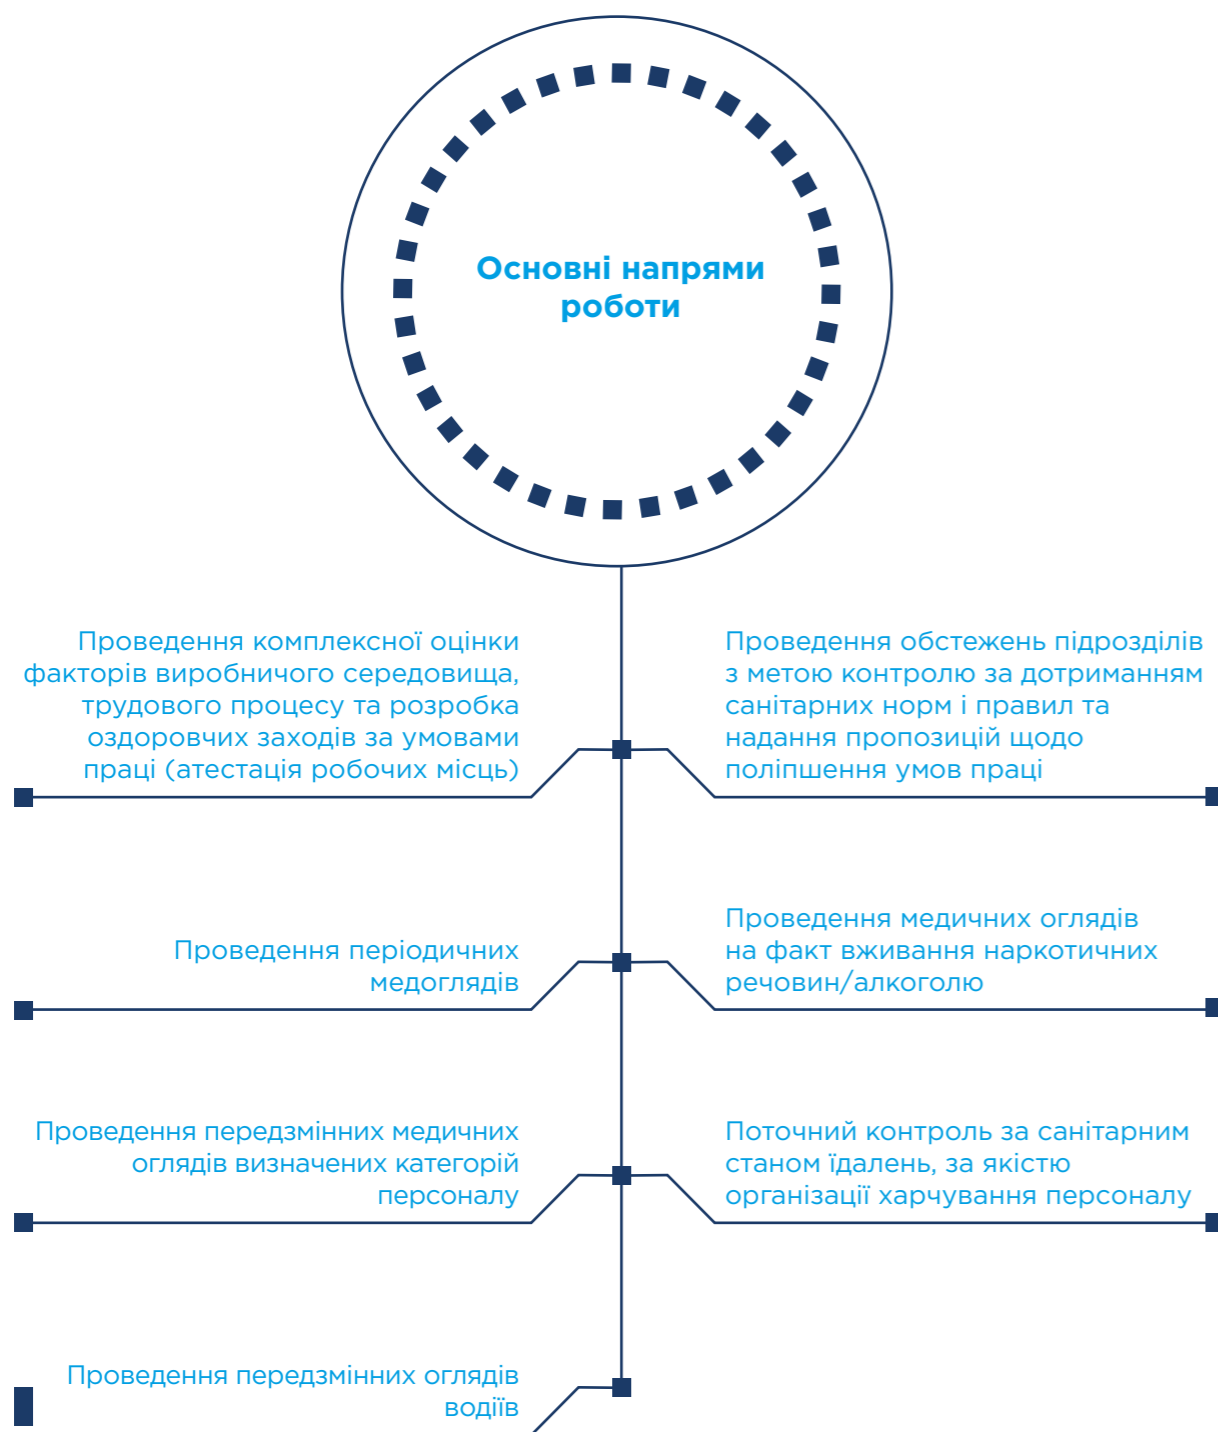 Основні напрями
роботи
Проведення комплексної оцінки
факторів виробничого середовища,
трудового процесу та розробка
оздоровчих заходів за умовами
праці (атестація робочих місць)
Проведення обстежень підрозділів
з метою контролю за дотриманням
санітарних норм і правил та
надання пропозицій щодо
поліпшення умов праці
Проведення періодичних
медоглядів
Проведення медичних оглядів
на факт вживання наркотичних
речовин/алкоголю
Проведення передзмінних медичних
оглядів визначених категорій
персоналу
Поточний контроль за санітарним
станом їдалень, за якістю
організації харчування персоналу
Проведення передзмінних оглядів
водіїв